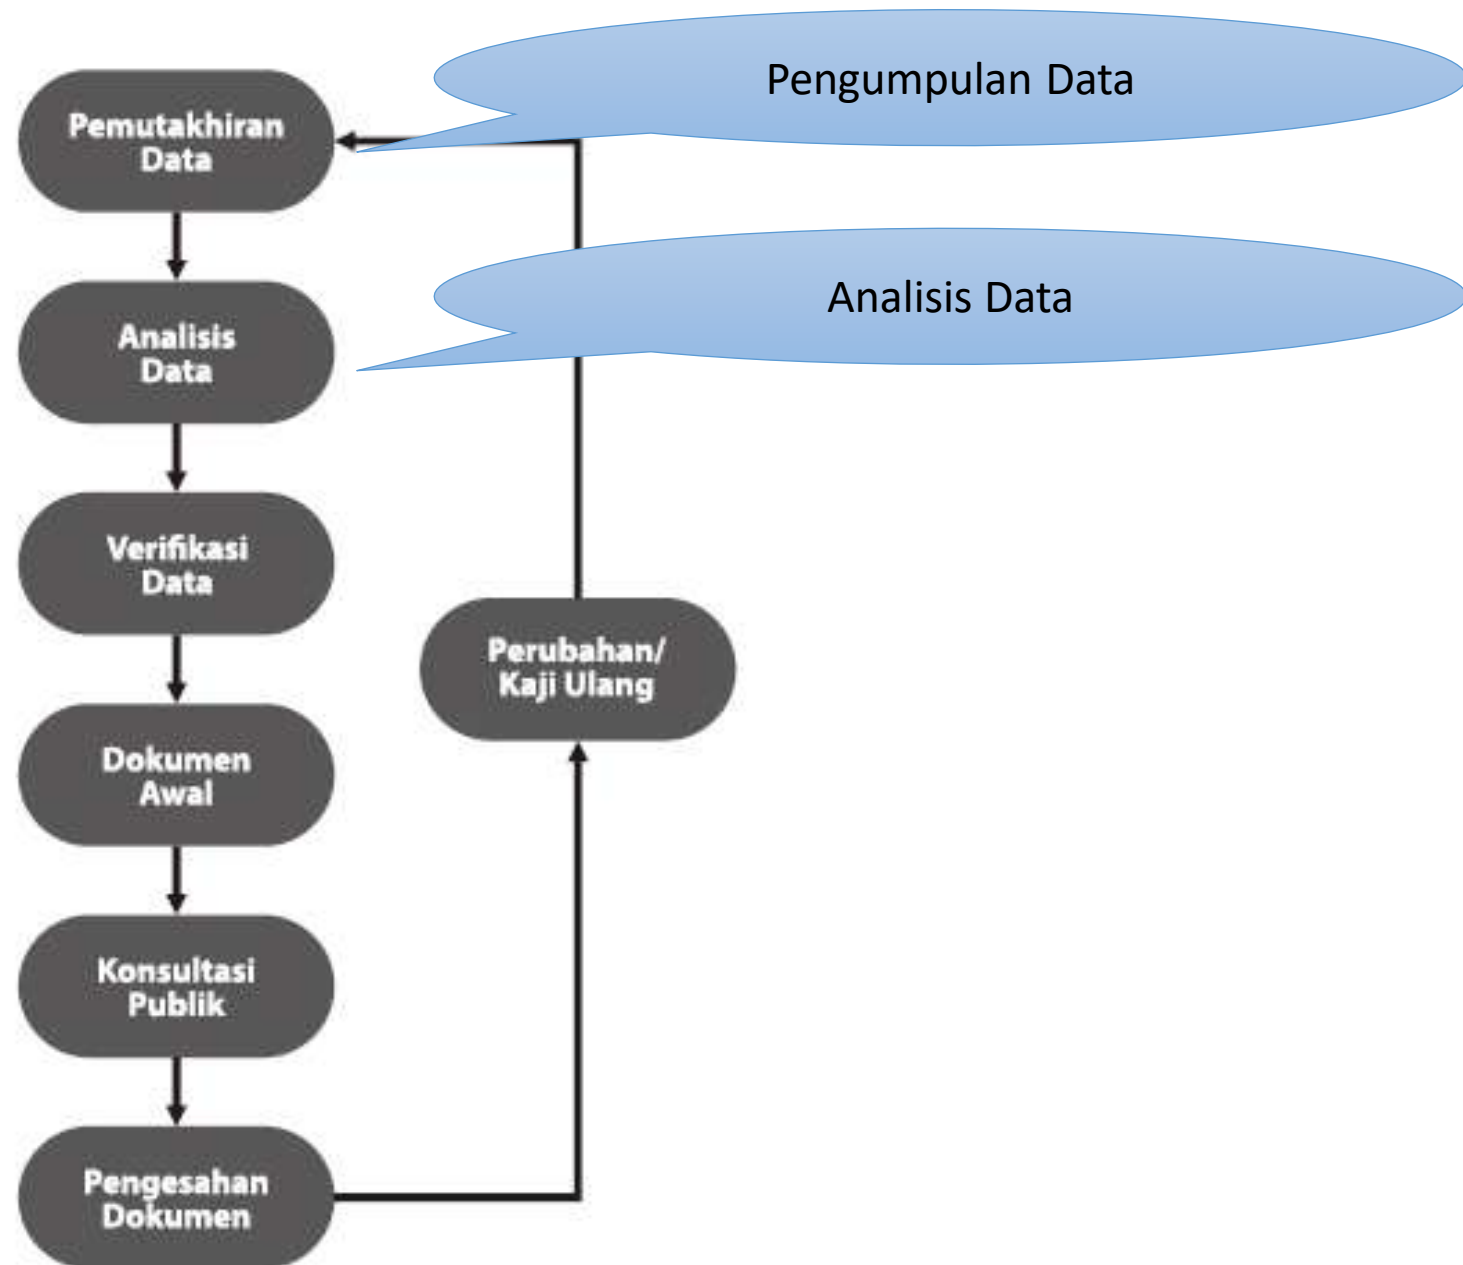 Pengumpulan Data
Pemutakhiran
Data
Analisis Data
Analisis
Data
Verifikasi
Data
Perubahan/
Kaji Ulang
Dokumen
Awal
Konsultasi
Publik
Pengesahan
Dokumen